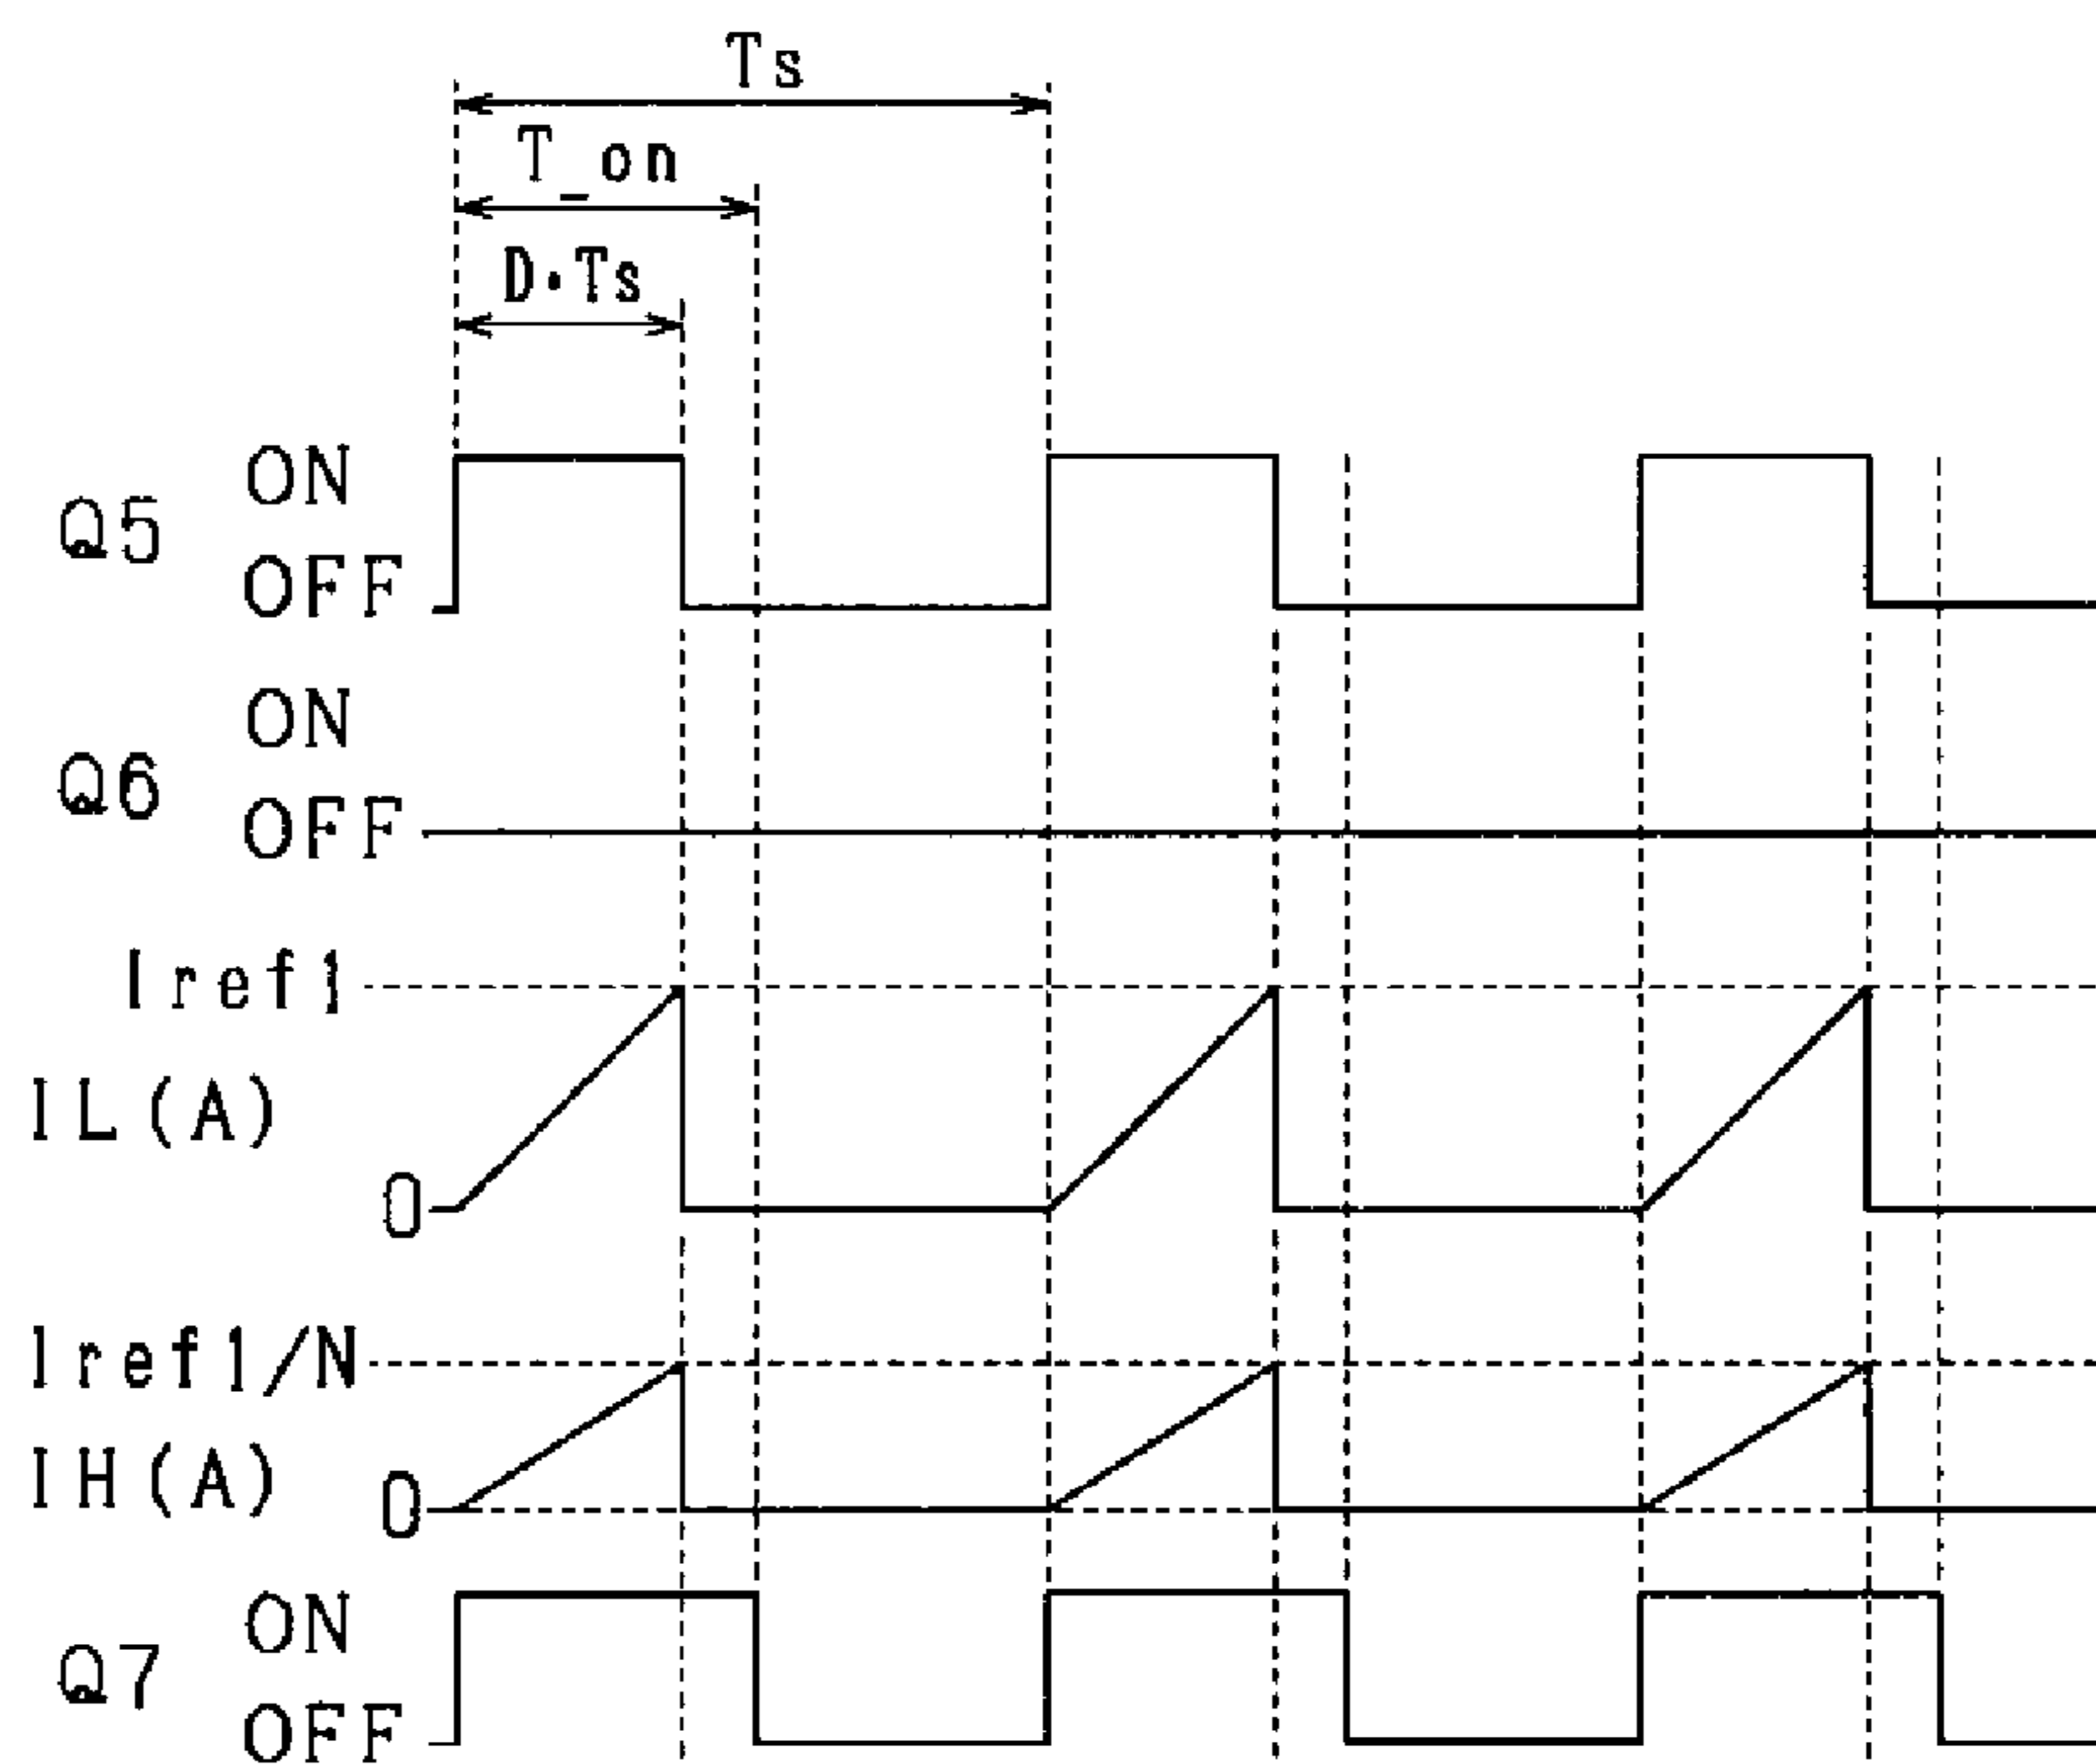 Ts
T_on
D•Ts
ON
Q5
OFF
ON
Q6
OFF
Iref1
IL(A)
0
Iref1/N
IH(A)
0
ON
Q7
OFF